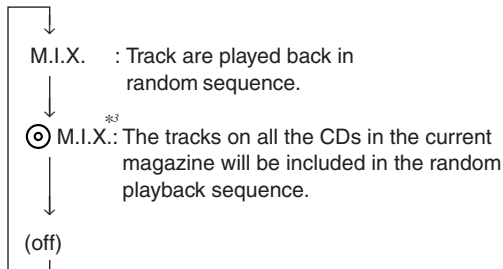 M.I.X. : Track are played back in
random sequence.
*3
M.I.X.: The tracks on all the CDs in the current
magazine will be included in the random
playback sequence.
(off)